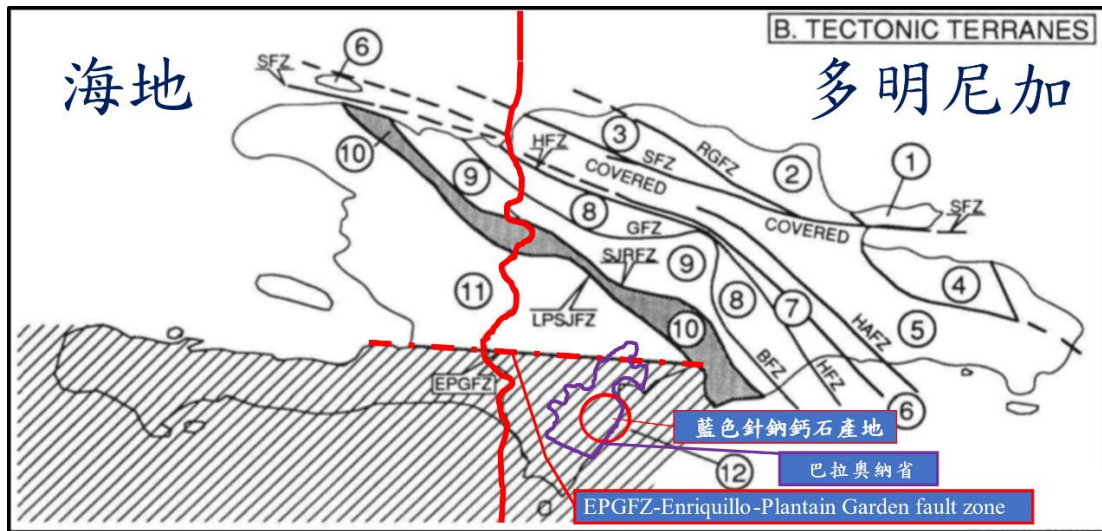 B. TECTONIC TERRANES
海地
多明尼加
SFZ
6
3
RGFZ
2
1
10
HFZ
SFZ
SFZ
9
COVERED
8
COVERED
GFZ
SJRFZ
9
4
11
8
7
5
LPSJFZ
10
HAFZ
BFZ
HFZ
6
EPGFZ
藍色針鈉鈣石產地
12
巴拉奧納省
EPGFZ-Enriquillo-Plantain Garden fault zone